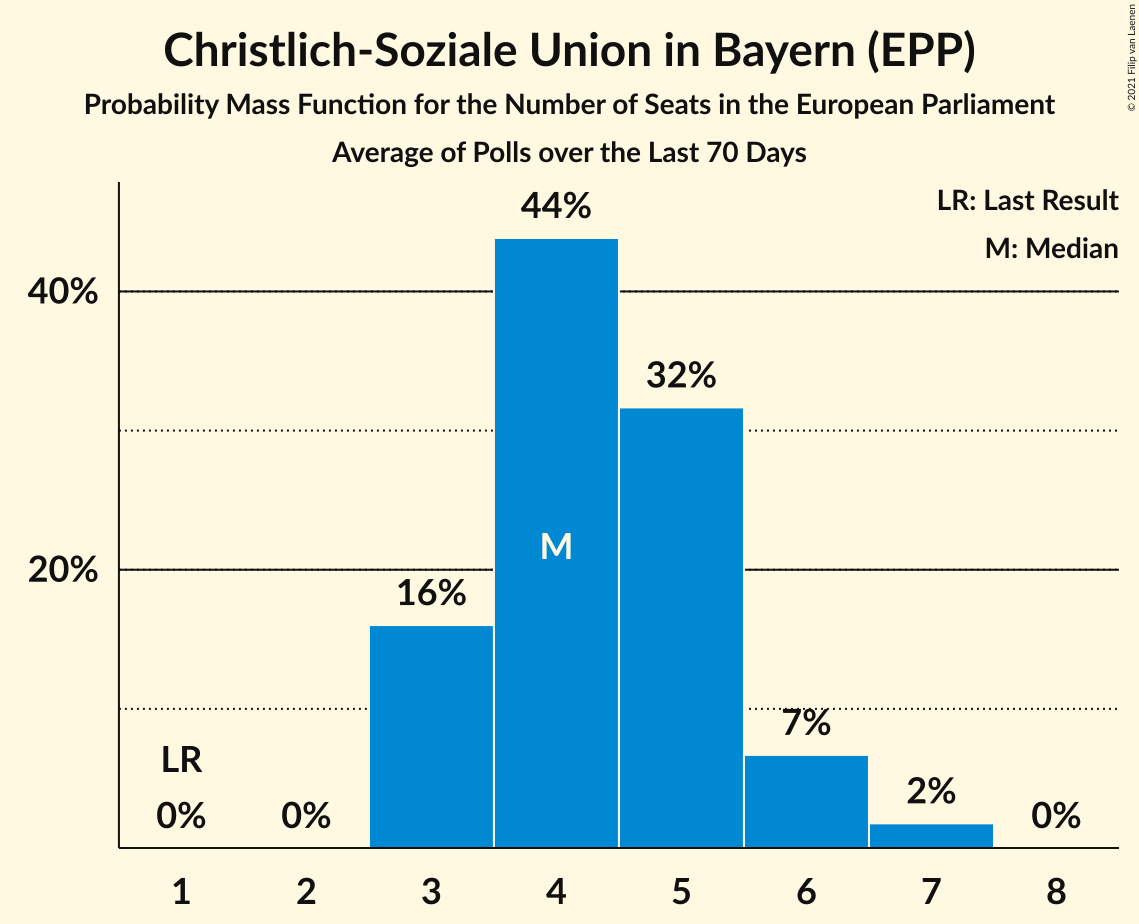 Christlich-Soziale Union in Bayern (EPP)
Probability Mass Function for the Number of Seats in the European Parliament
Average of Polls over the Last 70 Days
© 2021 Filip van Laenen
LR: Last Result
M: Median
44%
40%
32%
M
20%
16%
7%
LR
2%
0%
0%
0%
1 2 3 4 5 6 7 8